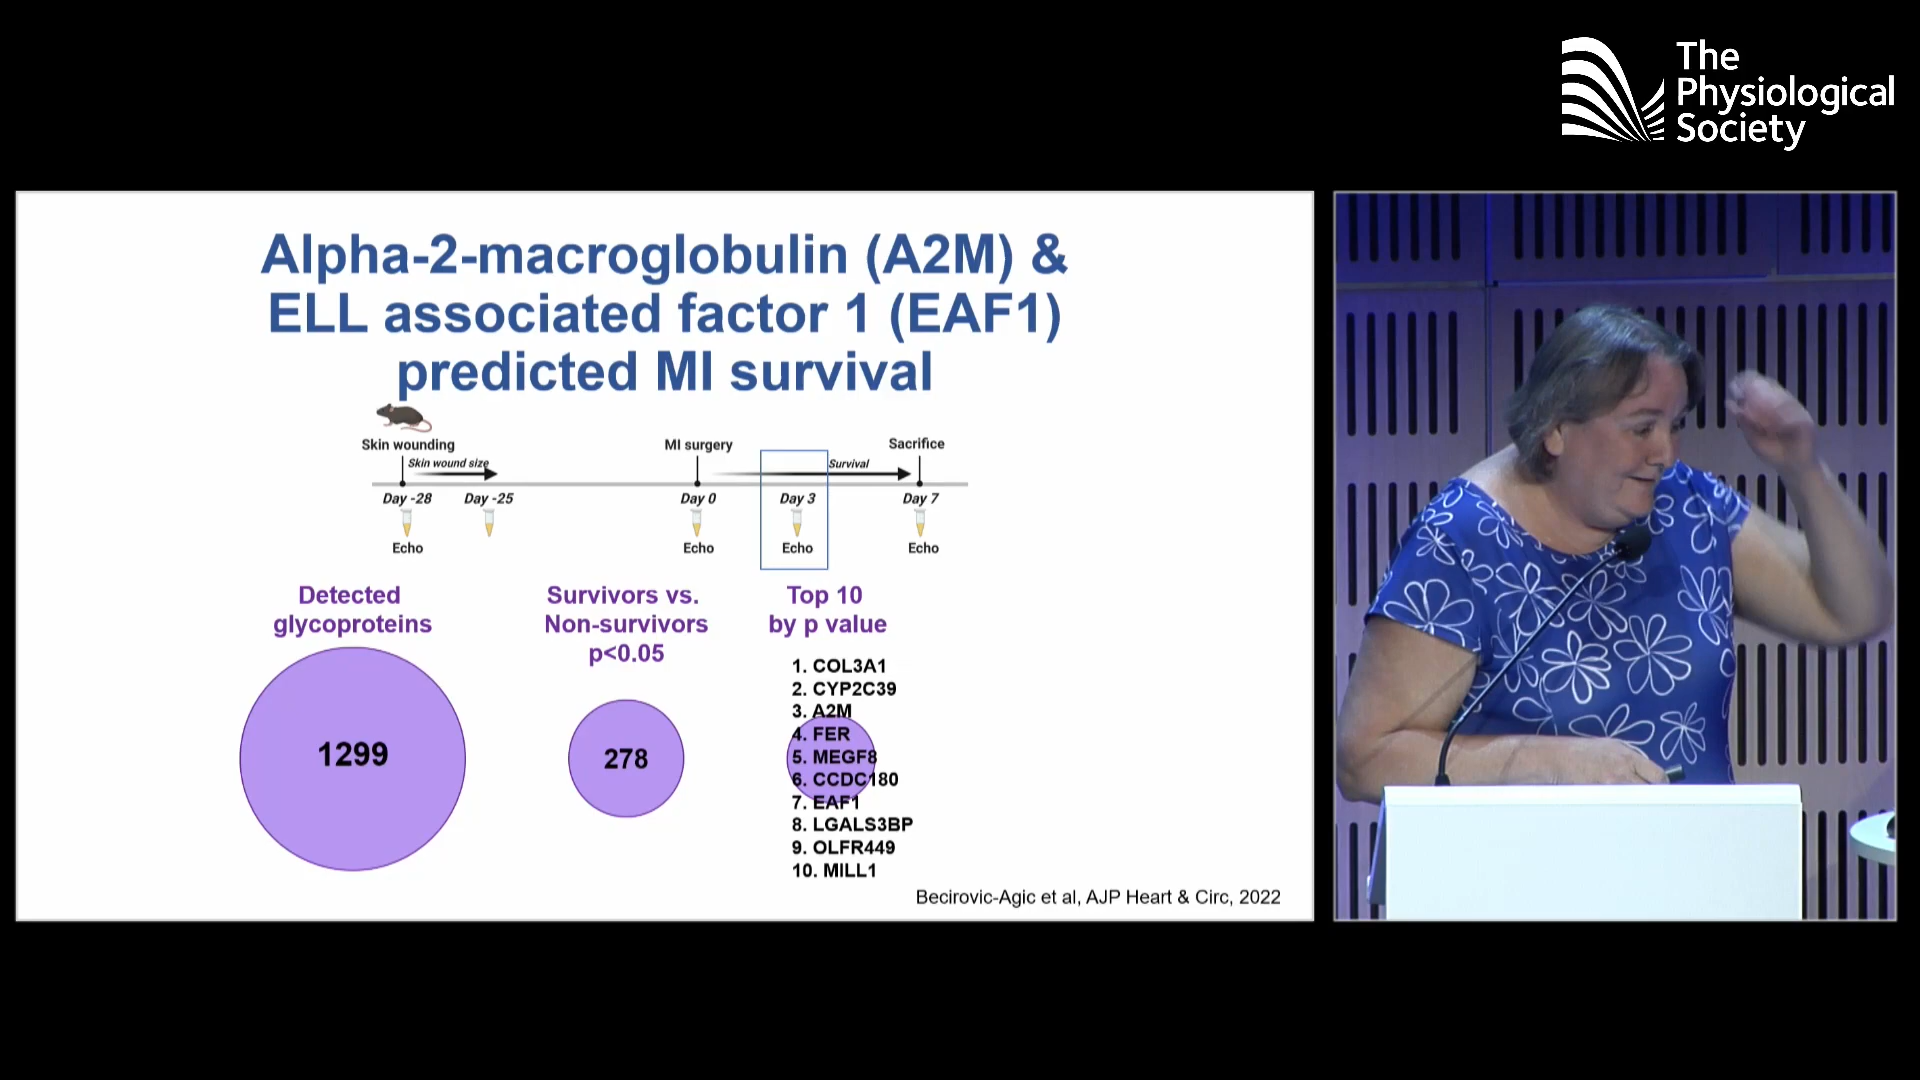 The
Physiological
Society
Alpha-2-macroglobulin (A2M) &
ELL associated factor 1 (EAF1)
predicted MI survival
Skin wounding
MI surgery
Sacrifice
Skin wound size
Survival
Day -28
Day -25
Day 0
Day 3
Day 7
Echo
Echo
Echo
Echo
Detected
glycoproteins
1299
Survivors vs.
Non-survivors
p<0.05
278
Top 10
by p value
1. COL3A1
2. CYP2C39
3. A2M
4. FER
5. MEGF8
6. CCDC180
7. EAF1
8. LGALS3BP
9. OLFR449
10. MILL1
Becirovic-Agic et al, AJP Heart & Circ, 2022